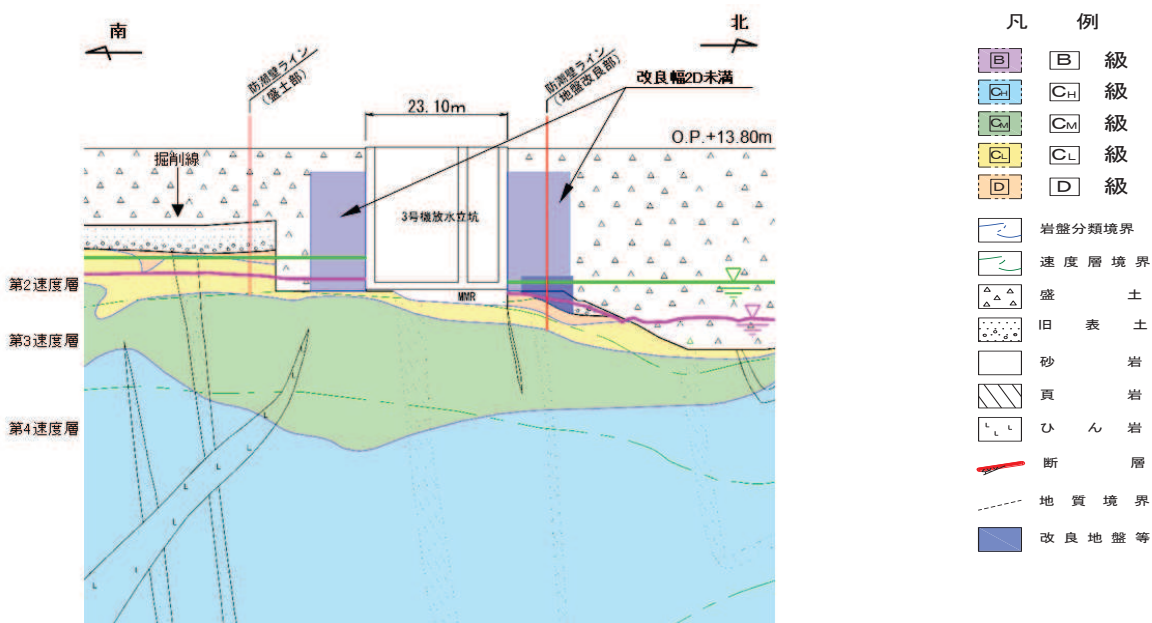 南
北
防潮壁ライン
(盛土部)
防潮壁ライン
(地盤改良部)
改良幅2D未満
23.10m
O.P.+13.80m
掘削線
3号機放水立坑
MMR
第2速度層
第3速度層
第4速度層
凡 例
B B 級
CH CH 級
CM CM 級
CL CL 級
D D 級
岩盤分類境界
速度層境界
盛土
旧表土
砂岩
頁岩
L L L ひん岩
断層
地質境界
改良地盤等
L
L
L
L
L
L
L